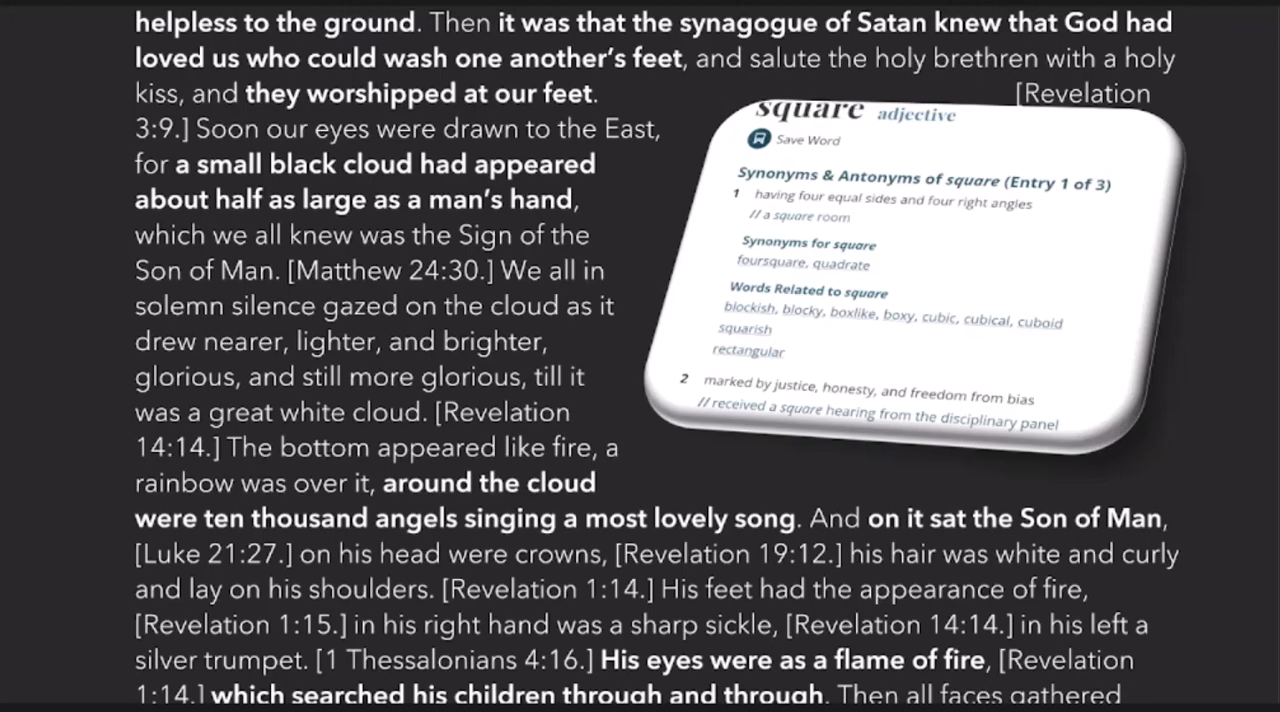 helpless to the ground. Then it was that the synagogue of Satan knew that God had
loved us who could wash one another’s feet, and salute the holy brethren with a holy
kiss, and they worshipped at our feet. [Revelation
3:9.] Soon our eyes were drawn to the East,
for a small black cloud had appeared
about half as large as a man’s hand,
which we all knew was the Sign of the
Son of Man. [Matthew 24:30.] We all in
solemn silence gazed on the cloud as it
drew nearer, lighter, and brighter,
glorious, and still more glorious, till it
was a great white cloud. [Revelation
14:14.] The bottom appeared like fire, a
rainbow was over it, around the cloud
were ten thousand angels singing a most lovely song. And on it sat the Son of Man,
[Luke 21:27.] on his head were crowns, [Revelation 19:12.] his hair was white and curly
and lay on his shoulders. [Revelation 1:14.] His feet had the appearance of fire,
[Revelation 1:15.] in his right hand was a sharp sickle, [Revelation 14:14.] in his left a
silver trumpet. [1 Thessalonians 4:16.] His eyes were as a flame of fire, [Revelation
1:14.] which searched his children through and through. Then all faces gathered
square adjective
Save Word
Synonyms & Antonyms of square (Entry 1 of 3)
1 having four equal sides and four right angles
// a square room
Synonyms for square
foursquare, quadrate
Words Related to square
blockish, blocky, boxlike, boxy, cubic, cubical, cuboid
squarish
rectangular
2 marked by justice, honesty, and freedom from bias
// received a square hearing from the disciplinary panel